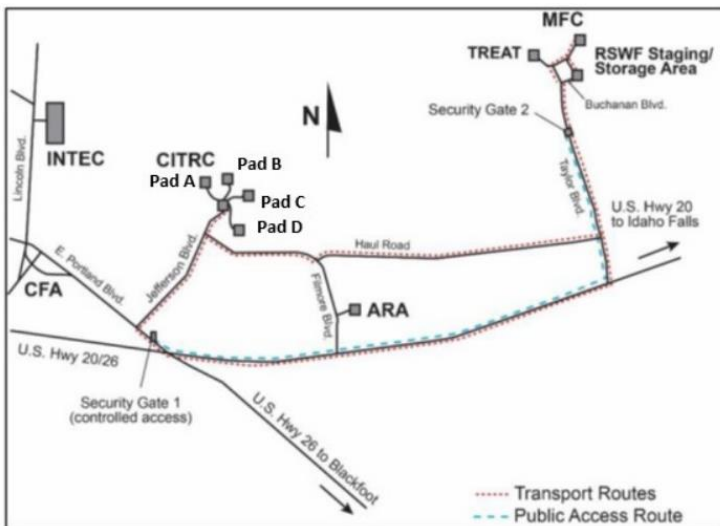 MFC
TREAT
RSWF Staging/
Storage Area
Buchanan Blvd.
Security Gate 2
N
Lincoln Blvd.
INTEC
CITRC
Pad B
Pad A
Pad C
Pad D
Taylor Blvd.
U.S. Hwy 20
to Idaho Falls
Haul Road
Jefferson Blvd.
E. Portland Blvd.
CFA
Filmore Blvd.
ARA
U.S. Hwy 20/26
Security Gate 1
(controlled access)
U.S. Hwy 26 to Blackfoot
Transport Routes
Public Access Route